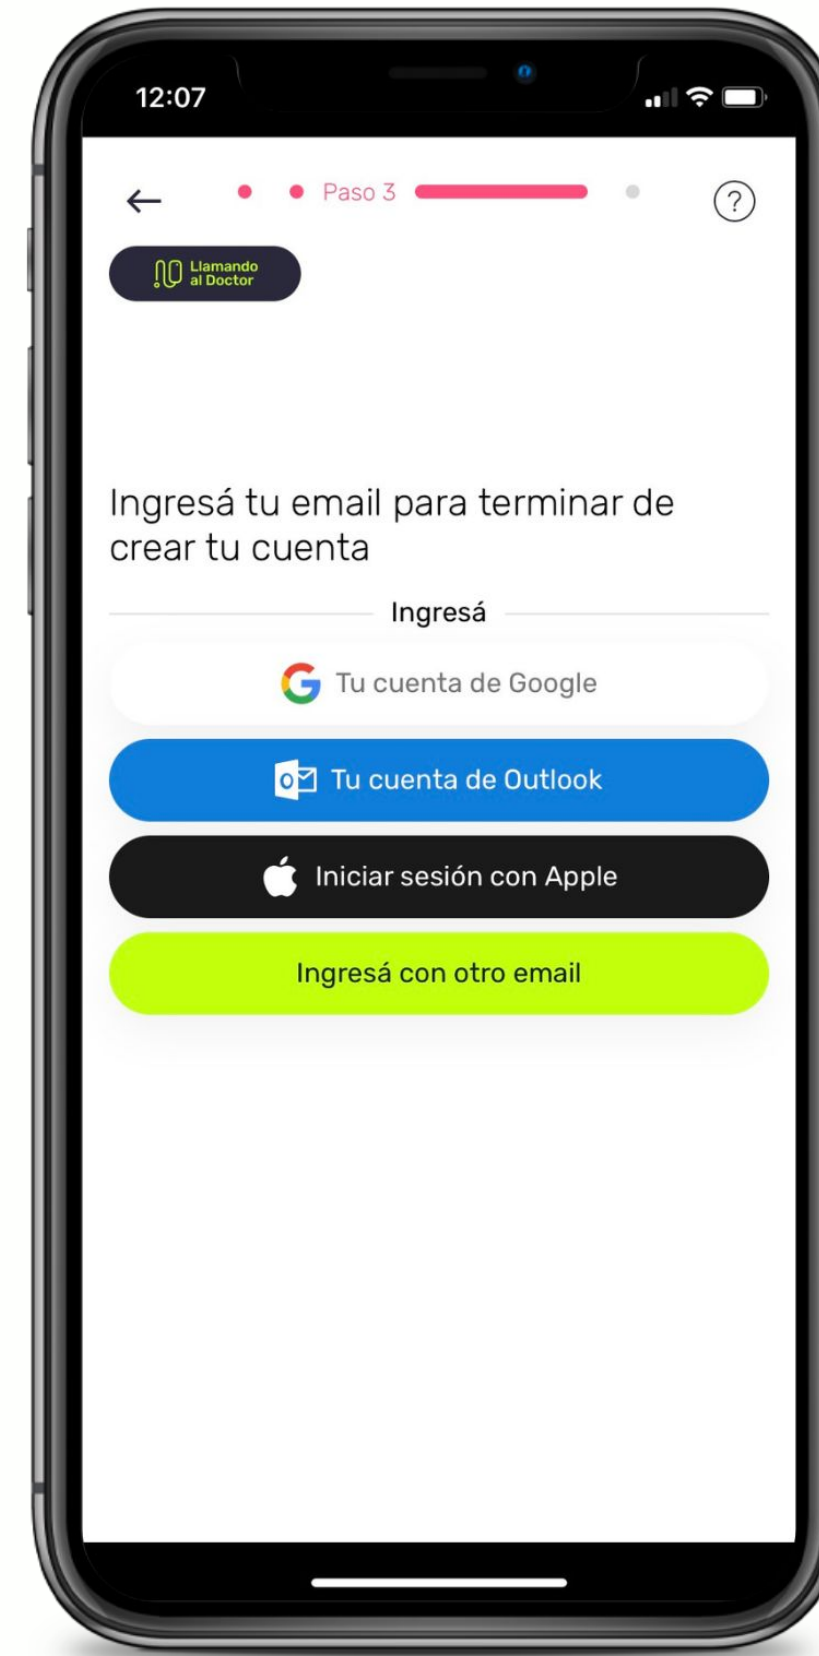 12:07
Paso 3
?
Llamando
al Doctor
Ingresá tu email para terminar de
crear tu cuenta
Ingresá
Tu cuenta de Google
Tu cuenta de Outlook
Iniciar sesión con Apple
Ingresá con otro email